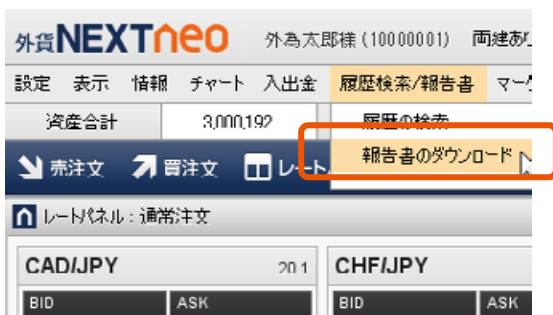 外貨NEXTneo 外為太郎様 (10000001) 両建あり
設定 表示 情報 チャート 入出金 履歴検索/報告書 マー
資産合計 3,000,192 履歴の検索
報告書のダウンロード
売注文 買注文 レート
レートパネル : 通常注文
CAD/JPY 20.1 CHF/JPY
BID ASK BID ASK